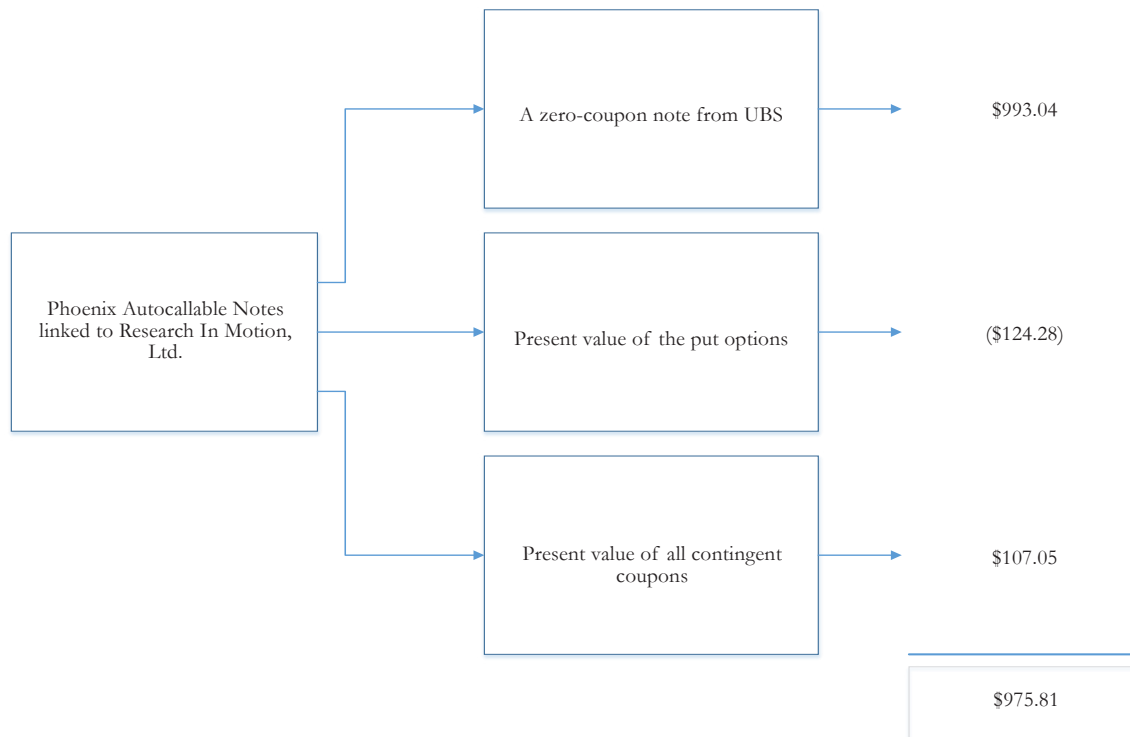 A zero-coupon note from UBS
$993.04
Phoenix Autocallable Notes
linked to Research In Motion,
Ltd.
Present value of the put options
($124.28)
Present value of all contingent
coupons
$107.05
$975.81